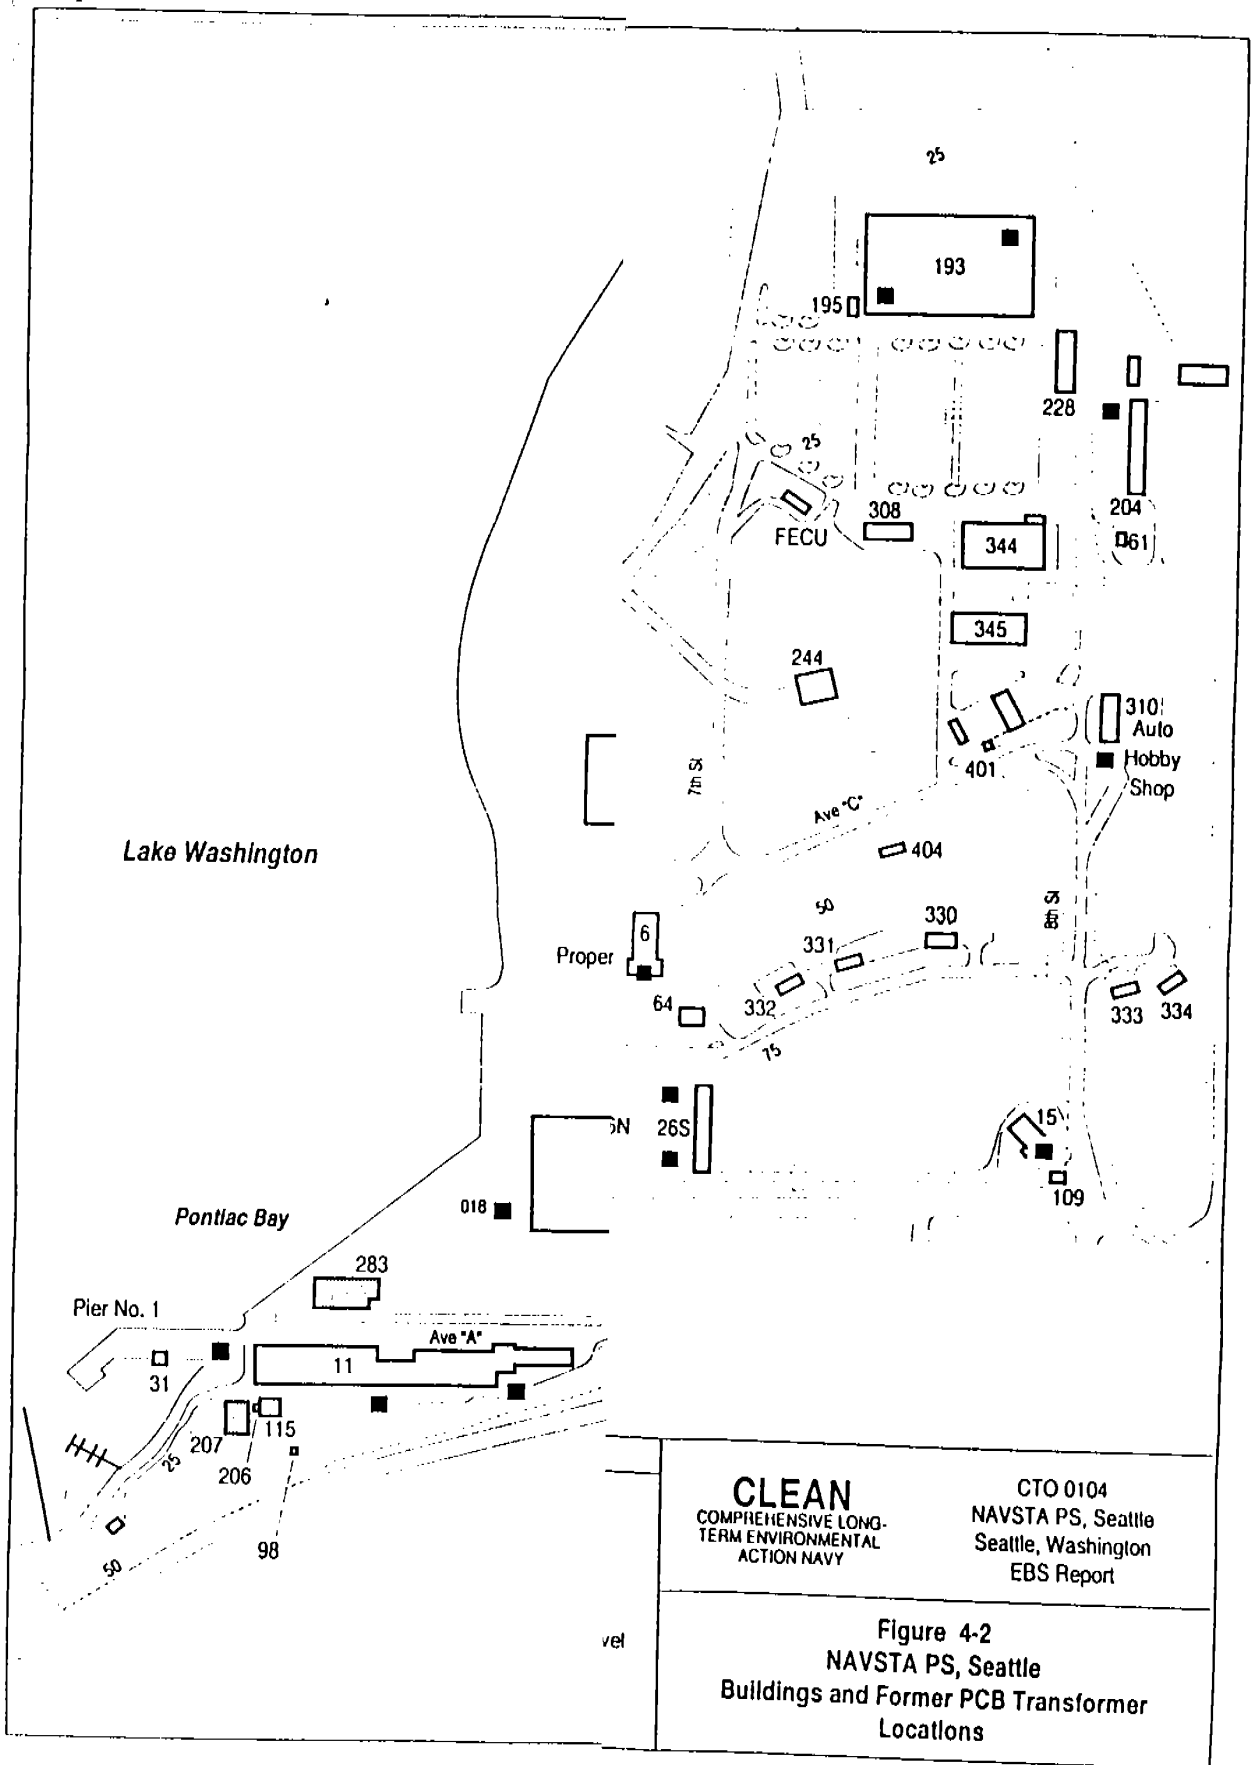 25
193
195
228
25
204
308
FECU
344
61
345
244
310
Auto
Hobby
Shop
401
7th St
Ave "C"
Lake Washington
404
50
330
8th St
6
331
Proper
64
332
333
334
75
26S
15
109
018
Pontiac Bay
283
Pier No. 1
Ave "A"
11
31
207
115
25
206
98
50
CLEAN
COMPREHENSIVE LONG-
TERM ENVIRONMENTAL
ACTION NAVY
CTO 0104
NAVSTA PS, Seattle
Seattle, Washington
EBS Report
vel
Figure 4-2
NAVSTA PS, Seattle
Buildings and Former PCB Transformer
Locations